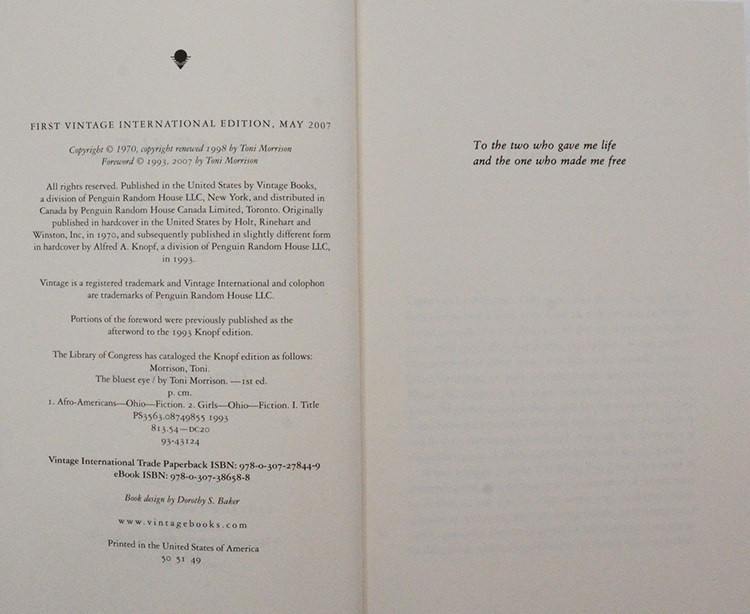 FIRST VINTAGE INTERNATIONAL EDITION, MAY 2007
Copyright © 1970, copyright renewed 1998 by Toni Morrison
Foreword © 1993, 2007 by Toni Morrison
All rights reserved. Published in the United States by Vintage Books,
a division of Penguin Random House LLC, New York, and distributed in
Canada by Penguin Random House Canada Limited, Toronto. Originally
published in hardcover in the United States by Holt, Rinehart and
Winston, Inc, in 1970, and subsequently published in slightly different form
in hardcover by Alfred A. Knopf, a division of Penguin Random House LLC,
in 1993.
Vintage is a registered trademark and Vintage International and colophon
are trademarks of Penguin Random House LLC.
Portions of the foreword were previously published as the
afterword to the 1993 Knopf edition.
The Library of Congress has cataloged the Knopf edition as follows:
Morrison, Toni.
The bluest eye / by Toni Morrison. — 1st ed.
p. cm.
1. Afro-Americans—Ohio—Fiction. 2. Girls—Ohio—Fiction. I. Title
PS3563.08749855 1993
813.54—DC20
93-43124
Vintage International Trade Paperback ISBN: 978-0-307-27844-9
eBook ISBN: 978-0-307-38658-8
Book design by Dorothy S. Baker
www.vintagebooks.com
Printed in the United States of America
50 51 49
To the two who gave me life
and the one who made me free